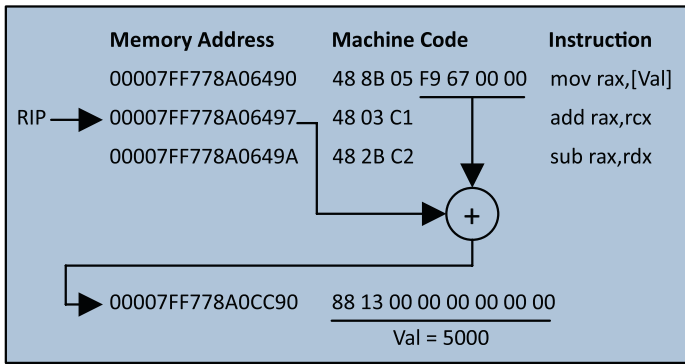 Memory Address Machine Code Instruction
00007FF778A06490 48 8B 05 F9 67 00 00 mov rax,[Val]
RIP 00007FF778A06497 48 03 C1 add rax,rcx
00007FF778A0649A 48 2B C2 sub rax,rdx
+
00007FF778A0CC90 88 13 00 00 00 00 00 00
Val = 5000